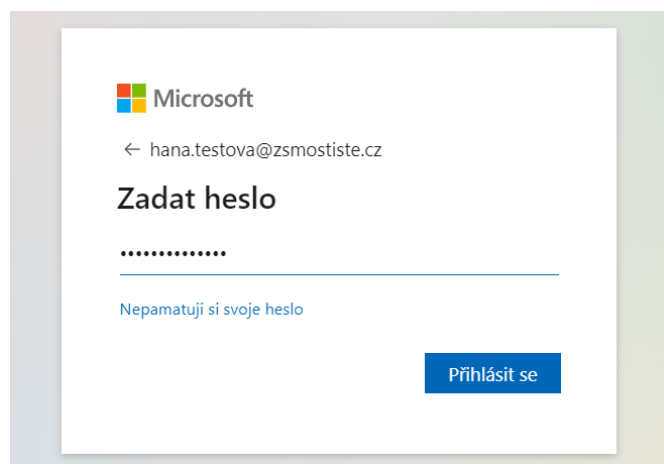 Microsoft
← hana.testova@zsmostiste.cz
Zadat heslo
••••••••••••••
Nepamatuji si svoje heslo
Přihlásit se